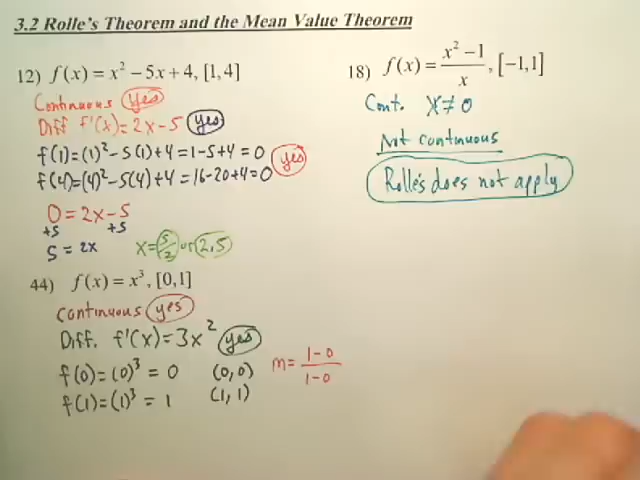 3.2 Rolle's Theorem and the Mean Value Theorem
12) f(x) = x² − 5x + 4, [1, 4]
Continuous yes
Diff f'(x) = 2x − 5 yes
f(1) = (1)² − 5(1) + 4 = 1 − 5 + 4 = 0 yes
f(4) = (4)² − 5(4) + 4 = 16 − 20 + 4 = 0
0 = 2x − 5
+5 +5
5 = 2x x = 5/2 or 2.5
44) f(x) = x³, [0, 1]
Continuous yes
Diff. f'(x) = 3x² yes
f(0) = (0)³ = 0 (0, 0) m = 1 − 0 / 1 − 0
f(1) = (1)³ = 1 (1, 1)
18) f(x) = x² − 1 / x, [−1, 1]
Cont. x ≠ 0
Not continuous
Rolle's does not apply